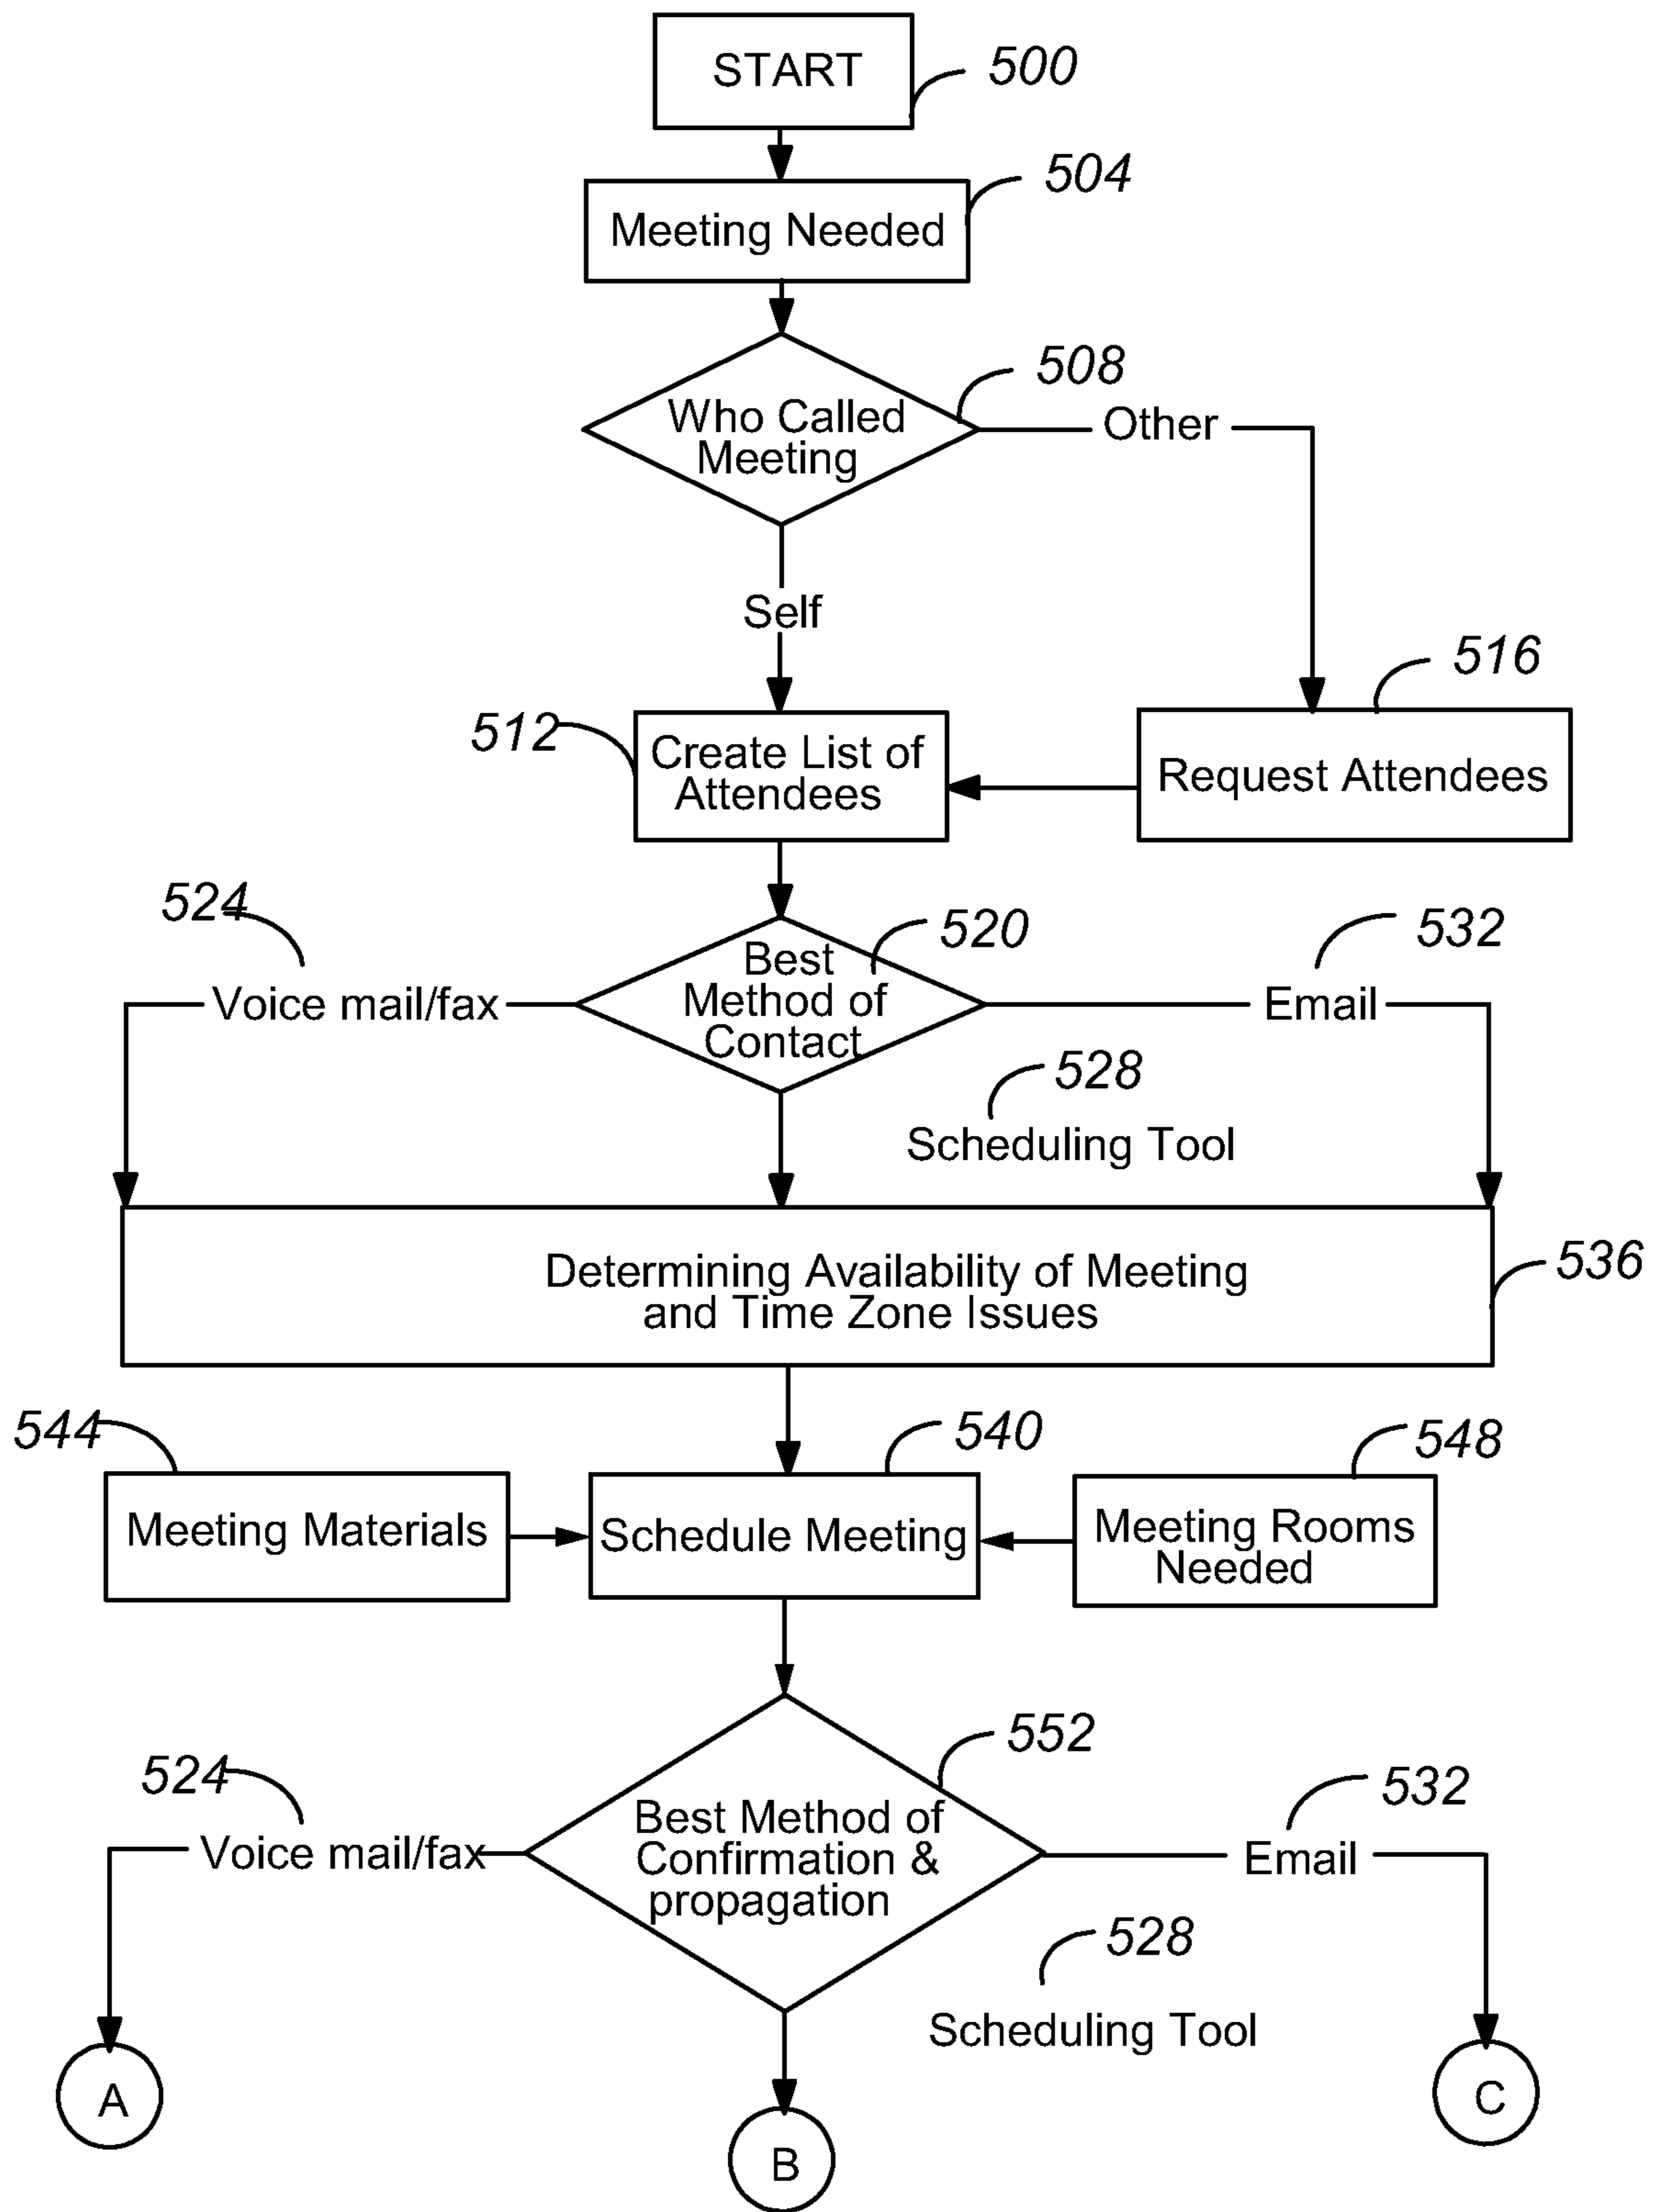 START
500
504
Meeting Needed
508
Who Called
Meeting
Other
Self
516
512
Create List of
Attendees
Request Attendees
524
520
532
Best
Method of
Contact
Voice mail/fax
Email
528
Scheduling Tool
Determining Availability of Meeting
and Time Zone Issues
536
544
540
548
Meeting Materials
Schedule Meeting
Meeting Rooms
Needed
552
524
532
Best Method of
Confirmation &
propagation
Voice mail/fax
Email
528
Scheduling Tool
A
B
C